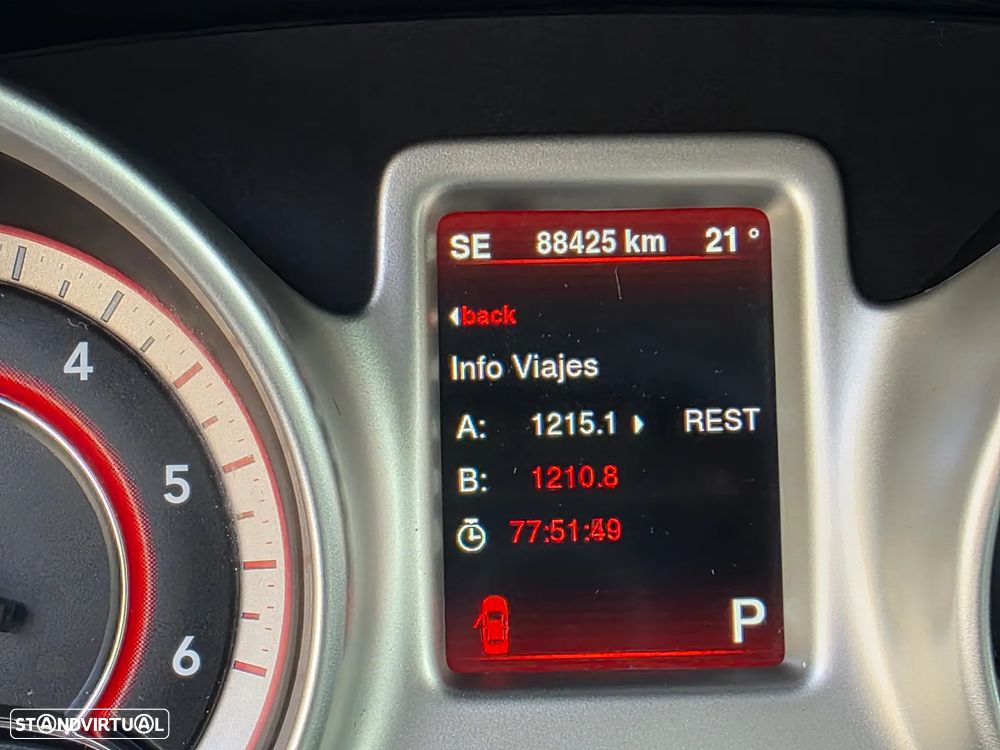 SE 88425 km 21°
back
Info Viajes
A: 1215.1 REST
B: 1210.8
77:51:49
P
4
5
6
STANDVIRTUAL